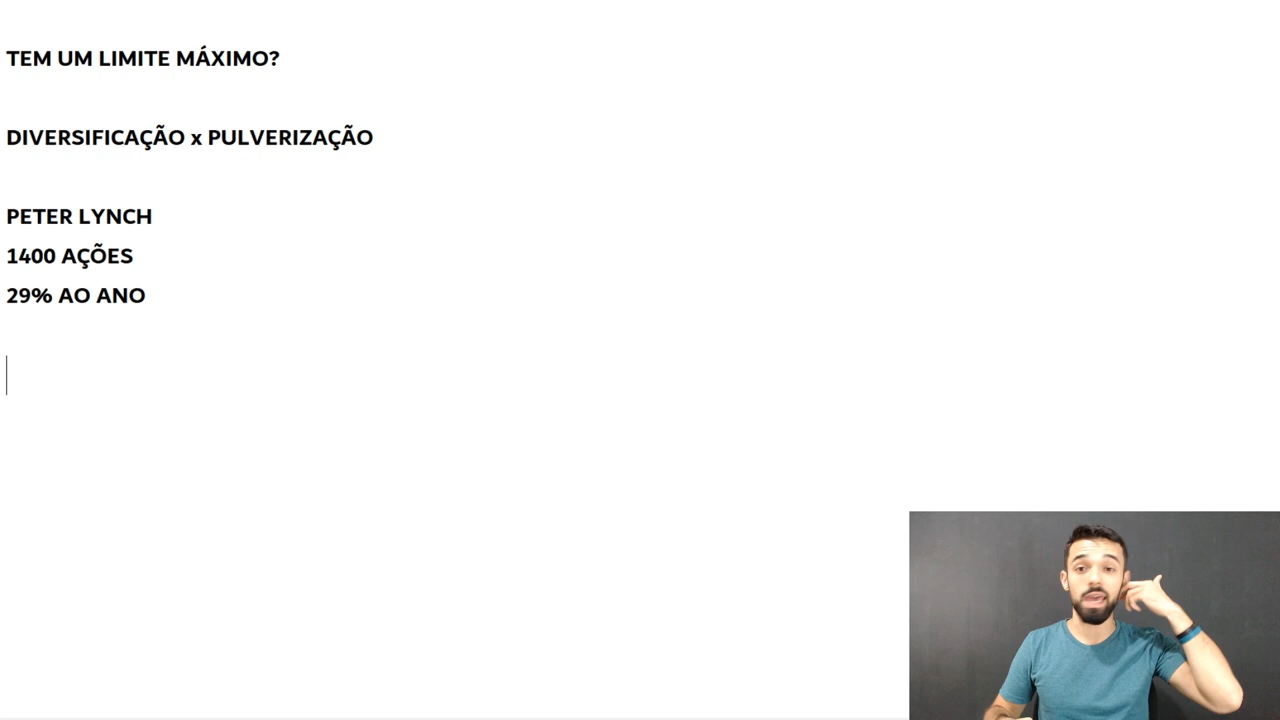 TEM UM LIMITE MÁXIMO?
DIVERSIFICAÇÃO x PULVERIZAÇÃO
PETER LYNCH
1400 AÇÕES
29% AO ANO